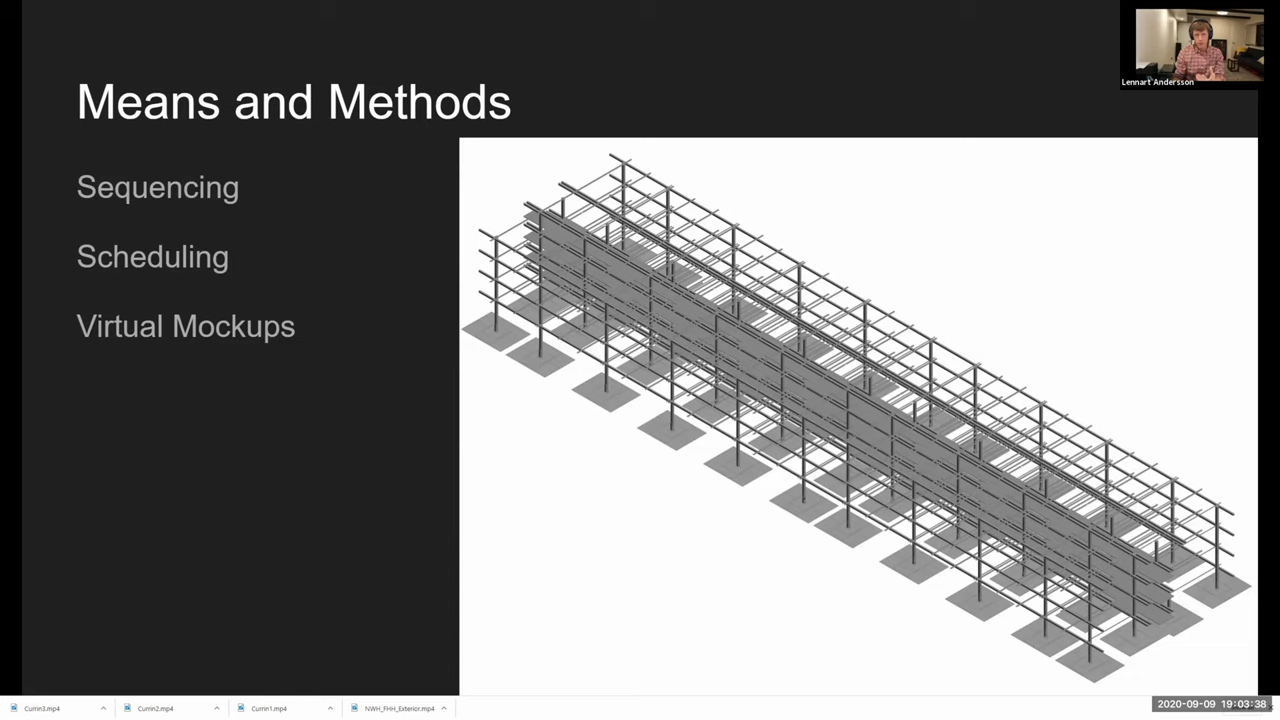 Lennart Andersson
Means and Methods
Sequencing
Scheduling
Virtual Mockups
Currin3.mp4
Currin2.mp4
Currin1.mp4
NWH_FHH_Exterior.mp4
2020-09-09 19:03:38